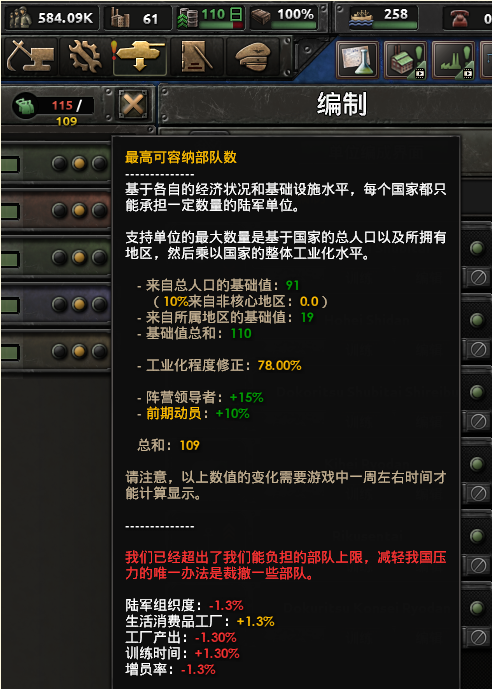 584.09K 61 110 日 100% 258 0
115 / 编制
109
最高可容纳部队数
--------------
基于各自的经济状况和基础设施水平，每个国家都只
能承担一定数量的陆军单位。
支持单位的最大数量是基于国家的总人口以及所拥有
地区，然后乘以国家的整体工业化水平。
- 来自总人口的基础值：91
（ 10%来自非核心地区：0.0 ）
- 来自所属地区的基础值：19
- 基础值总和：110
- 工业化程度修正：78.00%
- 阵营领导者：+15%
- 前期动员：+10%
总和：109
请注意，以上数值的变化需要游戏中一周左右时间才
能计算显示。
--------------
我们已经超出了我们能负担的部队上限，减轻我国压
力的唯一办法是裁撤一些部队。
陆军组织度：-1.3%
生活消费品工厂：+1.3%
工厂产出：-1.30%
训练时间：+1.30%
增员率：-1.3%